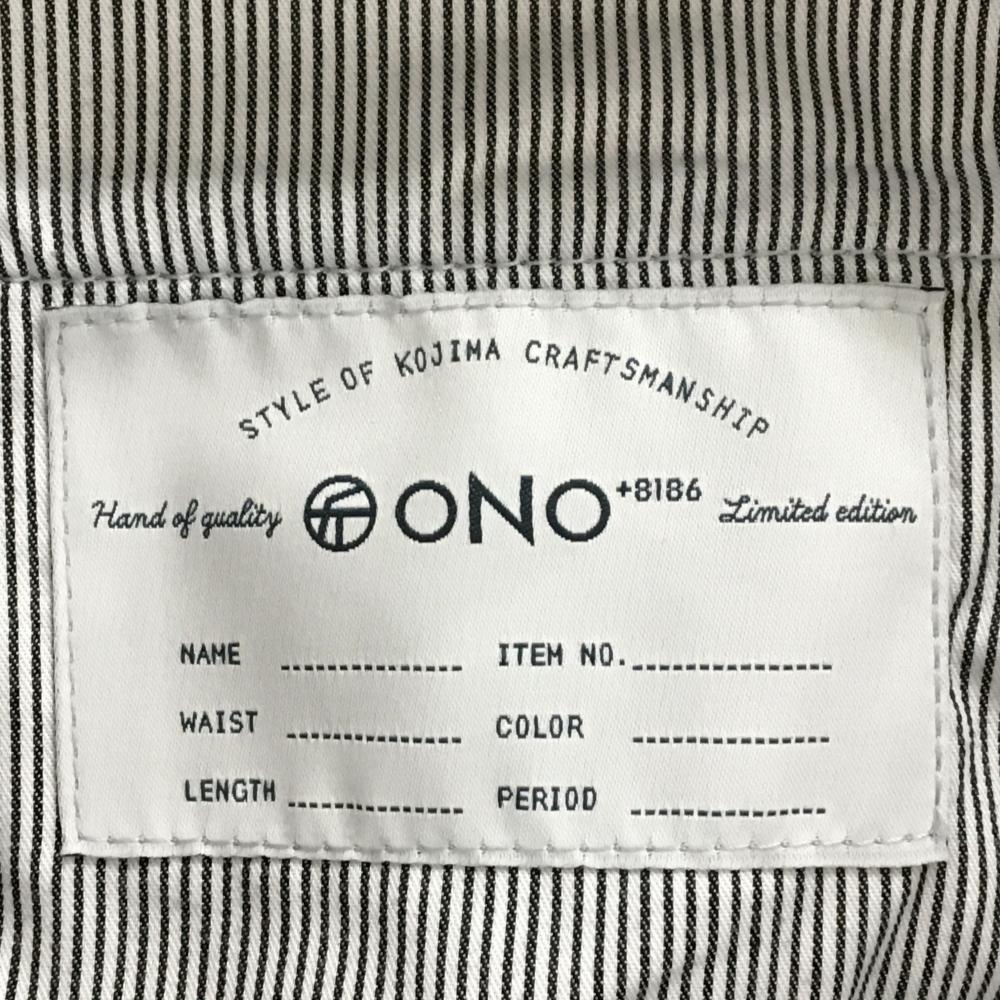 STYLE OF KOJIMA CRAFTSMANSHIP
Hand of quality ONO +8186 Limited edition
NAME ITEM NO.
WAIST COLOR
LENGTH PERIOD